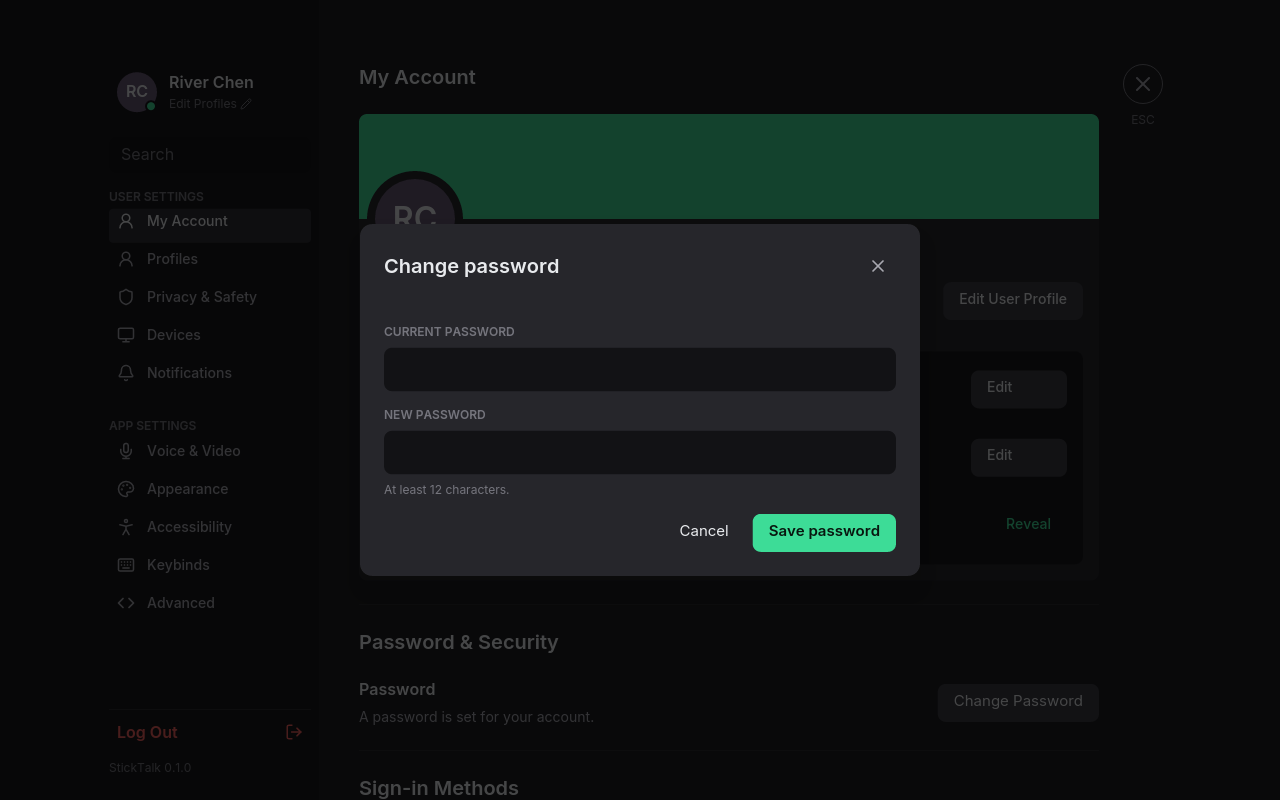 RC
River Chen
Edit Profiles
Search
USER SETTINGS
My Account
Profiles
Privacy & Safety
Devices
Notifications
APP SETTINGS
Voice & Video
Appearance
Accessibility
Keybinds
Advanced
Log Out
StickTalk 0.1.0
My Account
ESC
RC
Edit User Profile
Edit
Edit
Reveal
Change password
CURRENT PASSWORD
NEW PASSWORD
At least 12 characters.
Cancel
Save password
Password & Security
Password
A password is set for your account.
Change Password
Sign-in Methods